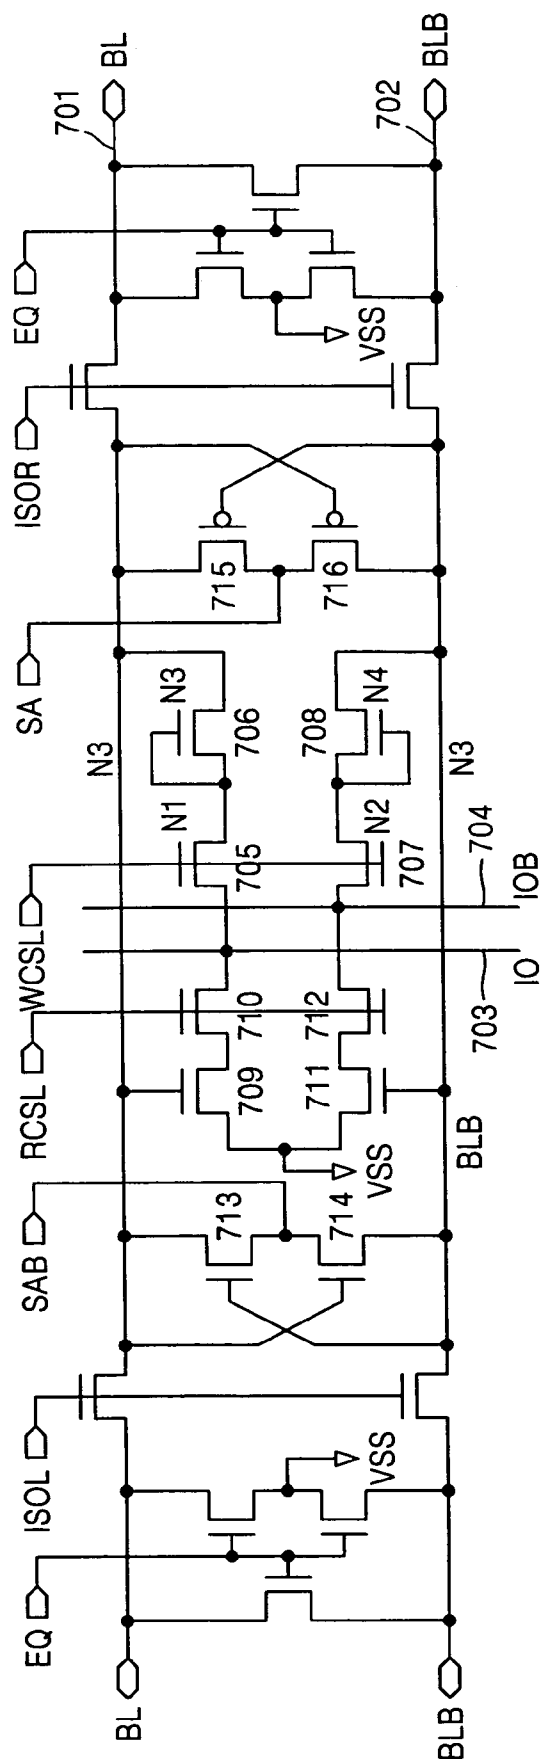 BL
701
702
BLB
EQ
VSS
ISOR
715
716
SA
N3
N3
706
708
N4
N3
N1
705
N2
707
WCSL
704
IOB
IO
703
RCSL
710
712
709
711
VSS
BLB
SAB
713
714
ISOL
VSS
EQ
BL
BLB